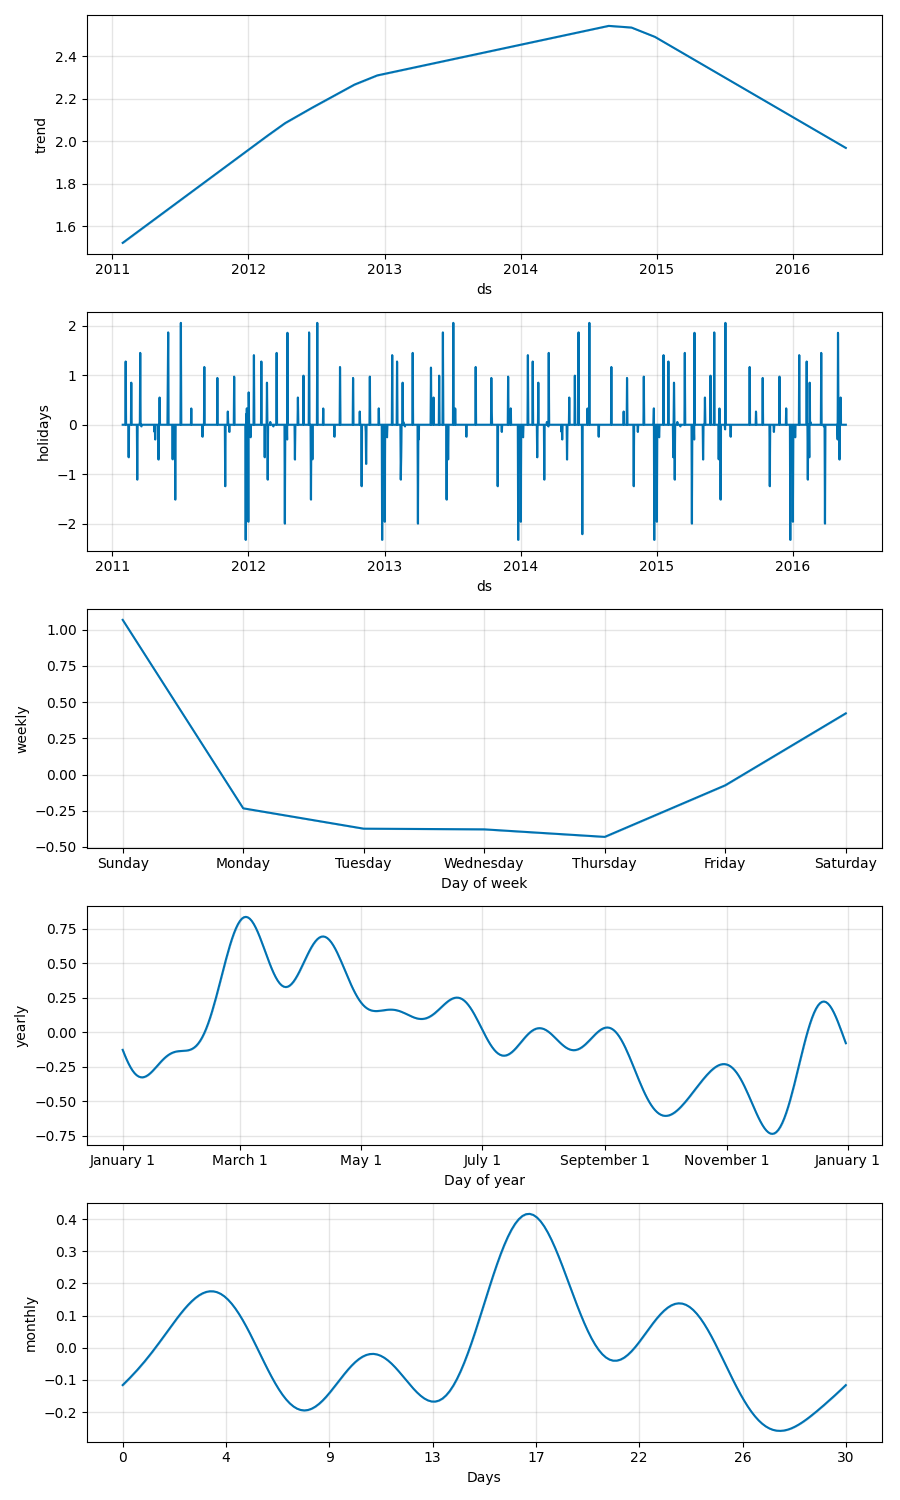 2.4
2.2
2.0
1.8
1.6
trend
2011 2012 2013 2014 2015 2016
ds
2
1
0
−1
−2
holidays
2011 2012 2013 2014 2015 2016
ds
1.00
0.75
0.50
0.25
0.00
−0.25
−0.50
weekly
Sunday Monday Tuesday Wednesday Thursday Friday Saturday
Day of week
0.75
0.50
0.25
0.00
−0.25
−0.50
−0.75
yearly
January 1 March 1 May 1 July 1 September 1 November 1 January 1
Day of year
0.4
0.3
0.2
0.1
0.0
−0.1
−0.2
monthly
0 4 9 13 17 22 26 30
Days